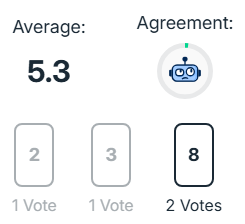 Average: Agreement:
5.3
2 3 8
1 Vote 1 Vote 2 Votes